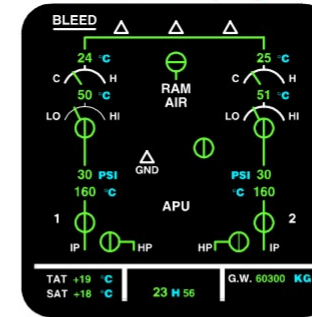 BLEED
24 °C 25 °C
C H C H
50 °C RAM 51 °C
AIR
LO HI LO HI
GND
30 PSI PSI 30
160 °C °C 160
APU
1 2
IP HP HP IP
TAT +19 °C G.W. 60300 KG
SAT +18 °C 23 H 56